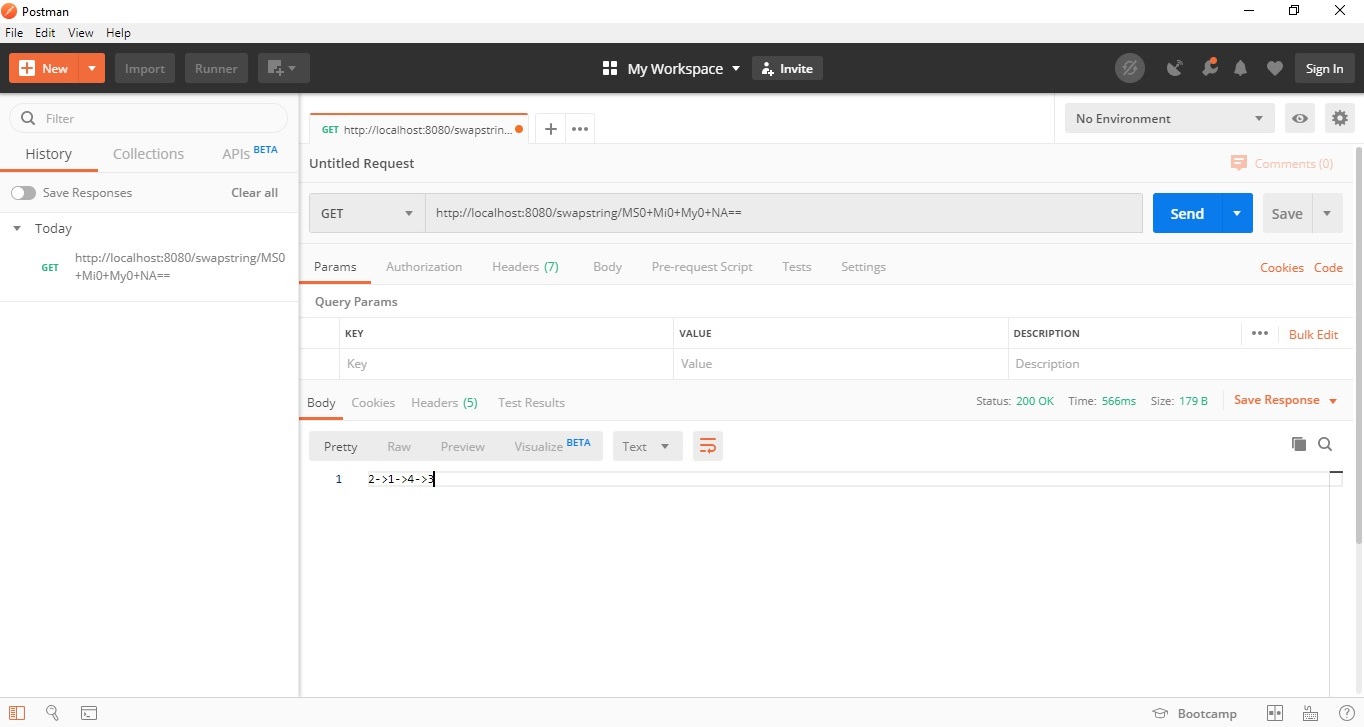 Postman
File Edit View Help
New Import Runner My Workspace Invite Sign In
Filter
History Collections APIs BETA
Save Responses Clear all
Today
GET http://localhost:8080/swapstring/MS0
+Mi0+My0+NA==
GET http://localhost:8080/swapstrin... + No Environment
Untitled Request Comments (0)
GET http://localhost:8080/swapstring/MS0+Mi0+My0+NA== Send Save
Params Authorization Headers (7) Body Pre-request Script Tests Settings Cookies Code
Query Params
KEY VALUE DESCRIPTION ••• Bulk Edit
Key Value Description
Body Cookies Headers (5) Test Results Status: 200 OK Time: 566ms Size: 179 B Save Response
Pretty Raw Preview Visualize BETA Text
1 2->1->4->3
Bootcamp